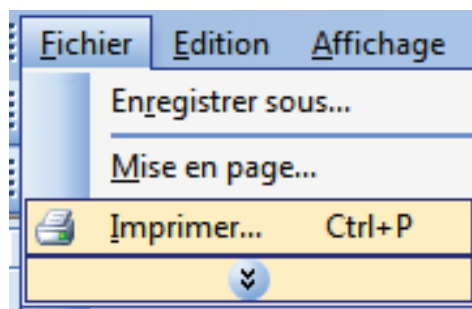 Fichier Edition Affichage
Enregistrer sous...
Mise en page...
Imprimer... Ctrl+P